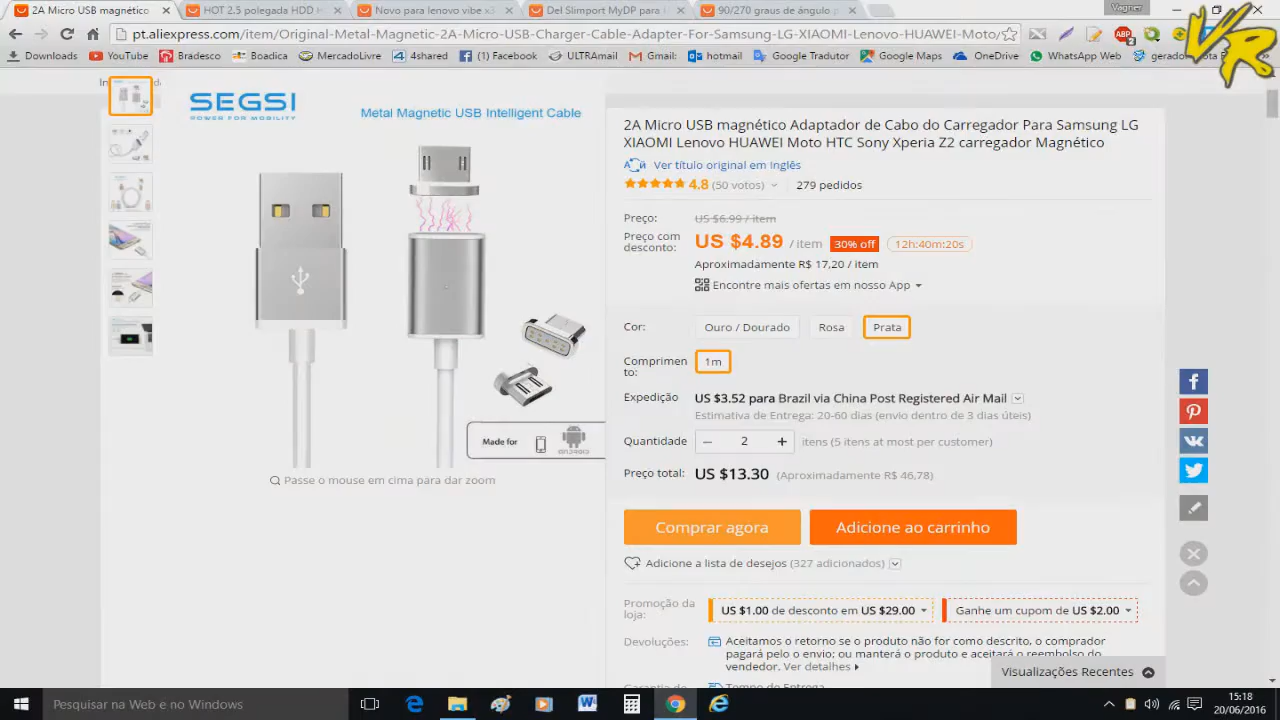 2A Micro USB magnético
HOT 2.5 polegada HDD H
Novo para lenovo vibe x3
Del Slimport MyDP para
90/270 graus de ângulo p
Vagner
pt.aliexpress.com/item/Original-Metal-Magnetic-2A-Micro-USB-Charger-Cable-Adapter-For-Samsung-LG-XIAOMI-Lenovo-HUAWEI-Moto/
Downloads YouTube Bradesco Boadica MercadoLivre 4shared (1) Facebook ULTRAmail Gmail: hotmail Google Tradutor Google Maps OneDrive WhatsApp Web
VR
SEGSI
POWER FOR MOBILITY
Metal Magnetic USB Intelligent Cable
Made for
ANDROID
Passe o mouse em cima para dar zoom
2A Micro USB magnético Adaptador de Cabo do Carregador Para Samsung LG
XIAOMI Lenovo HUAWEI Moto HTC Sony Xperia Z2 carregador Magnético
Ver título original em Inglês
4.8 (50 votos) 279 pedidos
Preço: US $6.99 / item
Preço com
desconto: US $4.89 / item 30% off 12h:40m:20s
Aproximadamente R$ 17,20 / item
Encontre mais ofertas em nosso App
Cor: Ouro / Dourado Rosa Prata
Comprimen
to: 1m
Expedição US $3.52 para Brazil via China Post Registered Air Mail
Estimativa de Entrega: 20-60 dias (envio dentro de 3 dias úteis)
Quantidade – 2 + itens (5 itens at most per customer)
Preço total: US $13.30 (Aproximadamente R$ 46,78)
Comprar agora Adicione ao carrinho
Adicione a lista de desejos (327 adicionados)
Promoção da
loja: US $1.00 de desconto em US $29.00 Ganhe um cupom de US $2.00
Devoluções: Aceitamos o retorno se o produto não for como descrito, o comprador
pagará pelo o envio; ou manterá o produto e aceitará o reembolso do
vendedor. Ver detalhes
Visualizações Recentes
Tempo de Entrega
Pesquisar na Web e no Windows
15:18
20/06/2016